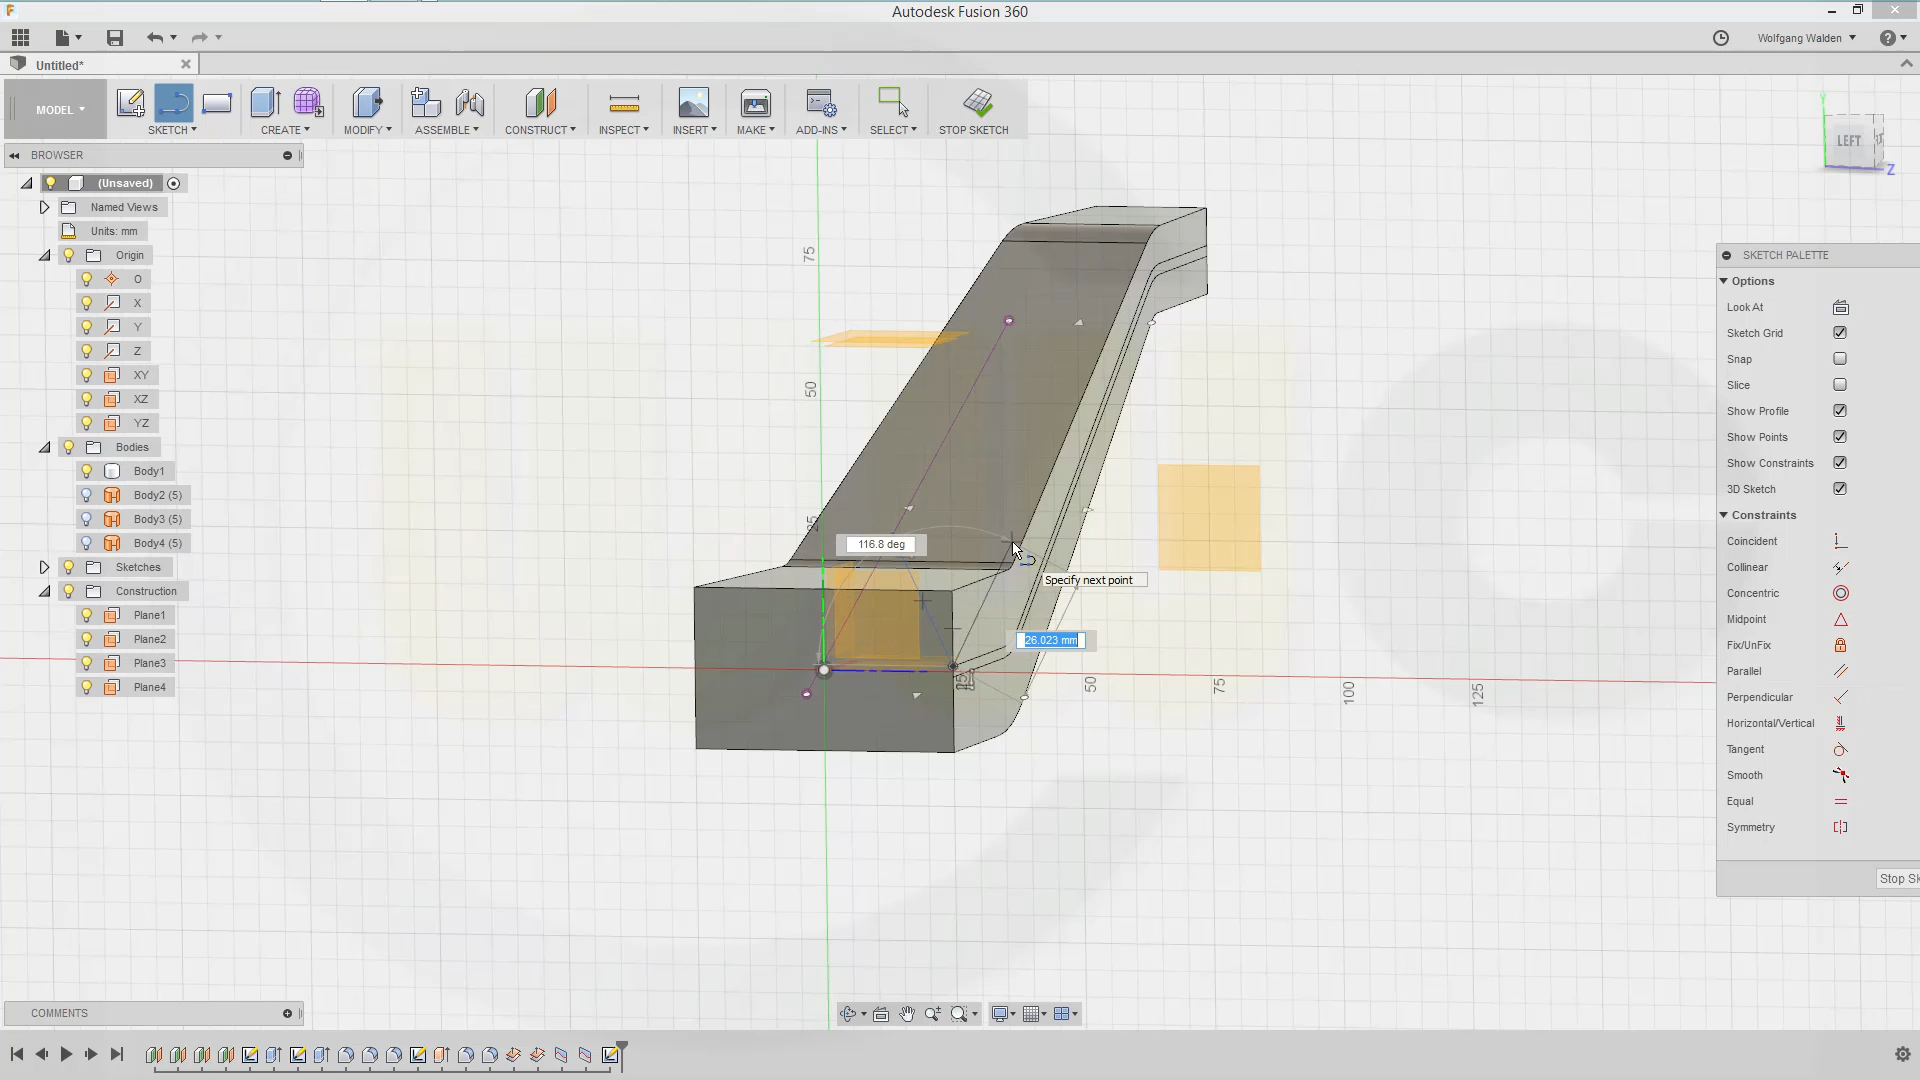 Autodesk Fusion 360
Wolfgang Walden
Untitled*
MODEL
SKETCH
CREATE
MODIFY
ASSEMBLE
CONSTRUCT
INSPECT
INSERT
MAKE
ADD-INS
SELECT
STOP SKETCH
BROWSER
(Unsaved)
Named Views
Units: mm
Origin
O
X
Y
Z
XY
XZ
YZ
Bodies
Body1
Body2 (5)
Body3 (5)
Body4 (5)
Sketches
Construction
Plane1
Plane2
Plane3
Plane4
75
50
25
116.8 deg
Specify next point
26.023 mm
25
50
75
100
125
LEFT
Y
Z
SKETCH PALETTE
Options
Look At
Sketch Grid
Snap
Slice
Show Profile
Show Points
Show Constraints
3D Sketch
Constraints
Coincident
Collinear
Concentric
Midpoint
Fix/UnFix
Parallel
Perpendicular
Horizontal/Vertical
Tangent
Smooth
Equal
Symmetry
Stop Sk
COMMENTS